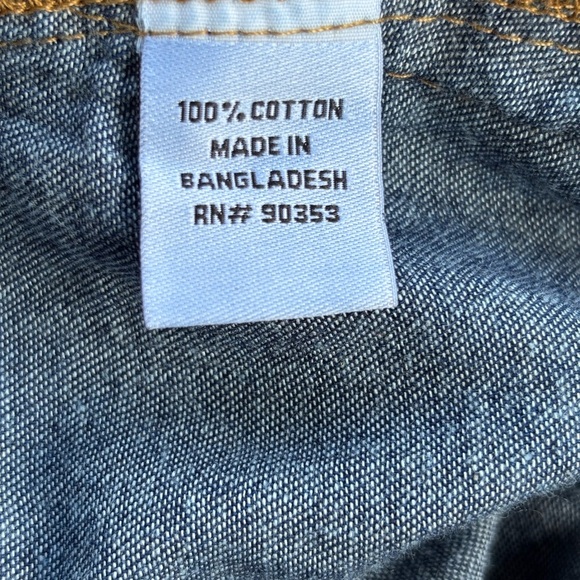 100% COTTON
MADE IN
BANGLADESH
RN# 90353